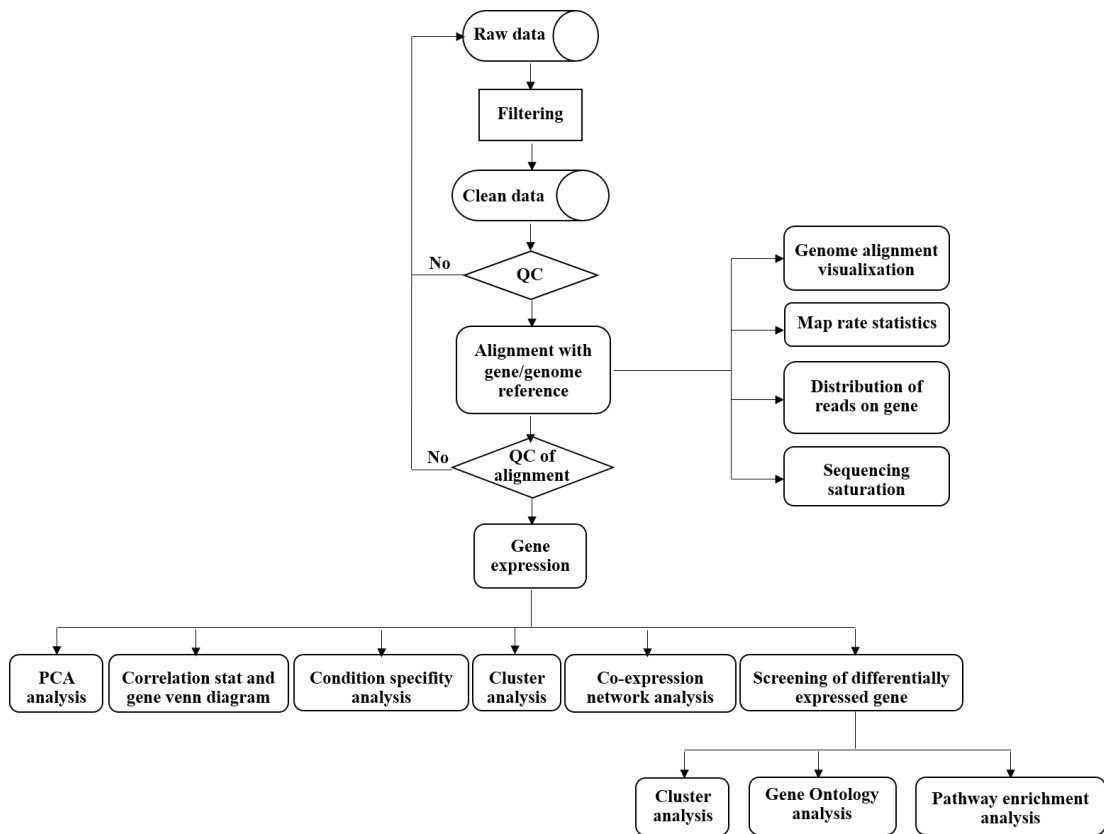 Raw data
Filtering
Clean data
No
QC
Genome alignment
visualixation
Map rate statistics
Alignment with
gene/genome
reference
Distribution of
reads on gene
No
QC of
alignment
Sequencing
saturation
Gene
expression
PCA
analysis
Correlation stat and
gene venn diagram
Condition specifity
analysis
Cluster
analysis
Co-expression
network analysis
Screening of differentially
expressed gene
Cluster
analysis
Gene Ontology
analysis
Pathway enrichment
analysis